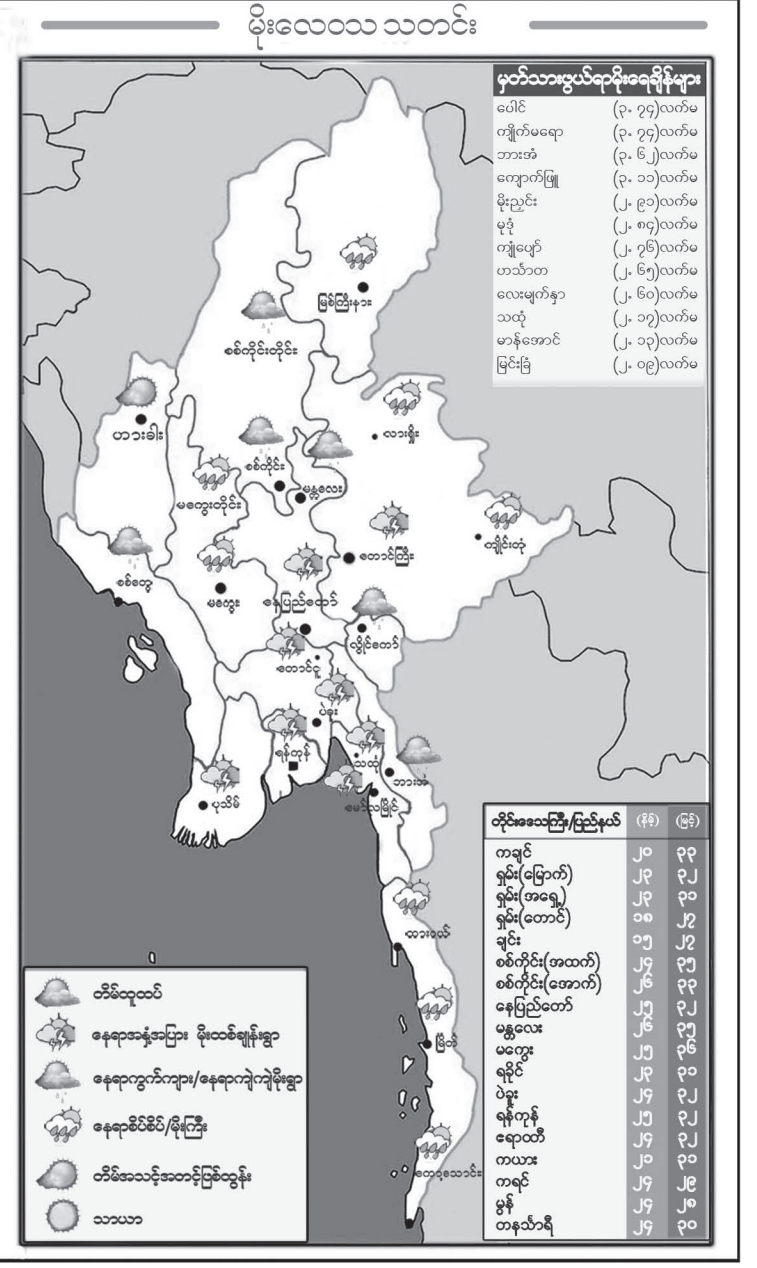 မိုးလေဝသ သတင်း
မှတ်သားဖွယ်ရာမိုးရေချိန်များ
ပေါင် (၃. ၇၄)လက်မ
ကျိုက်မရော (၃. ၇၄)လက်မ
ဘားအံ (၃. ၆၂)လက်မ
ကျောက်ဖြူ (၃. ၁၁)လက်မ
မိုးညှင်း (၂. ၉၁)လက်မ
မုဒုံ (၂. ၈၄)လက်မ
ကျုံပျော် (၂. ၇၆)လက်မ
ဟင်္သာတ (၂. ၆၅)လက်မ
လေးမျက်နှာ (၂. ၆၀)လက်မ
သထုံ (၂. ၁၇)လက်မ
မာန်အောင် (၂. ၁၃)လက်မ
မြင်းခြံ (၂. ၀၉)လက်မ
မြစ်ကြီးနား
စစ်ကိုင်းတိုင်း
ဟားခါး
လားရှိုး
စစ်ကိုင်း
မန္တလေး
မကွေးတိုင်း
ကျိုင်းတုံ
တောင်ကြီး
စစ်တွေ
မကွေး
နေပြည်တော်
လွိုင်ကော်
တောင်ငူ
ပဲခူး
ရန်ကုန်
သထုံ
ဘားအံ
ပုသိမ်
မော်လမြိုင်
ထားဝယ်
မြိတ်
ကော့သောင်း
တိုင်းဒေသကြီး/ပြည်နယ် (နိမ့်) (မြင့်)
ကချင် ၂၀ ၃၃
ရှမ်း(မြောက်) ၂၃ ၃၂
ရှမ်း(အရှေ့) ၂၃ ၃၀
ရှမ်း(တောင်) ၁၈ ၂၇
ချင်း ၁၅ ၂၇
စစ်ကိုင်း(အထက်) ၂၄ ၃၅
စစ်ကိုင်း(အောက်) ၂၆ ၃၃
နေပြည်တော် ၂၅ ၃၂
မန္တလေး ၂၆ ၃၅
မကွေး ၂၅ ၃၆
ရခိုင် ၂၃ ၃၁
ပဲခူး ၂၄ ၃၂
ရန်ကုန် ၂၅ ၃၂
ဧရာဝတီ ၂၄ ၃၂
ကယား ၂၁ ၃၁
ကရင် ၂၄ ၂၉
မွန် ၂၄ ၂၈
တနင်္သာရီ ၂၄ ၃၀
တိမ်ထူထပ်
နေရာအနှံ့အပြား မိုးထစ်ချုန်းရွာ
နေရာကွက်ကျား/နေရာကျဲကျဲမိုးရွာ
နေရာစိပ်စိပ်/မိုးကြီး
တိမ်အသင့်အတင့်ဖြစ်ထွန်း
သာယာ